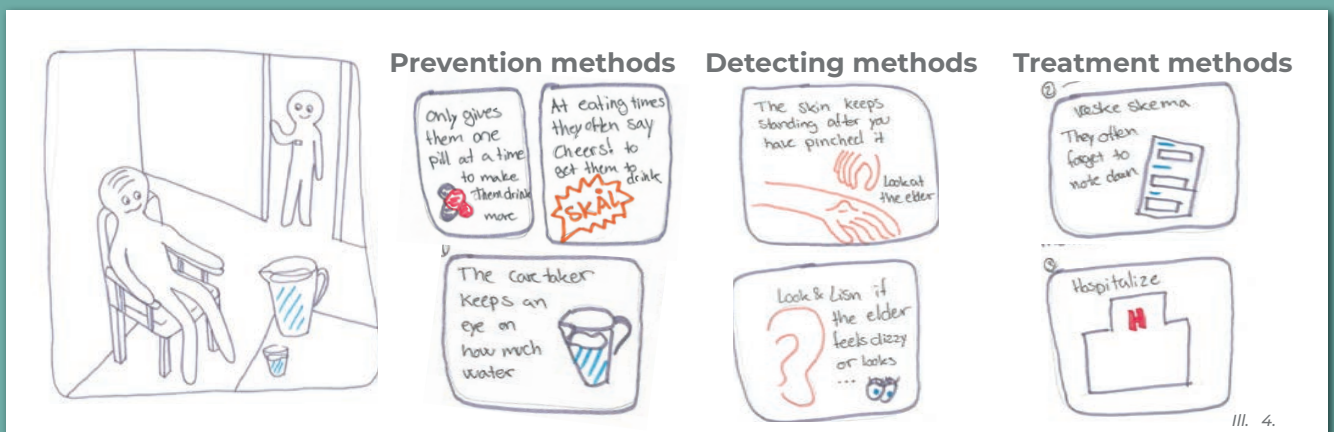 Prevention methods
Only gives
them one
pill at a time
to make
Them drink
more
At eating times
they often say
Cheers! to
get them to
drink
SKÅL
The care taker
keeps an
eye on
how much
water
Detecting methods
The skin keeps
standing after you
have pinched it
Look at
the elder
Look & Lisn if
the elder
feels dizzy
or looks
...
Treatment methods
2
Væske skema
They often
forget to
note down
3
Hospitalize
H
Ill. 4.